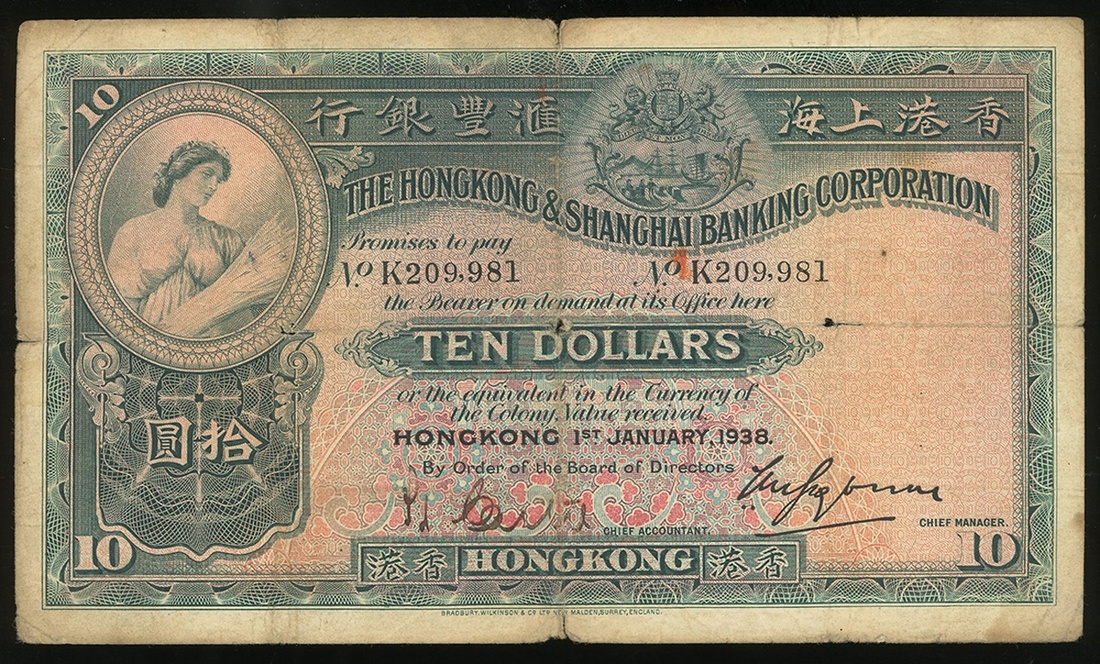 10
行銀豐滙 海上港香
THE HONGKONG & SHANGHAI BANKING CORPORATION
Promises to pay
No. K209,981 No. K209,981
the Bearer on demand at its Office here
TEN DOLLARS
or the equivalent in the Currency of
the Colony. Value received.
圓拾
HONGKONG 1ST JANUARY, 1938.
By Order of the Board of Directors
CHIEF ACCOUNTANT.
CHIEF MANAGER.
10 港香 HONGKONG 港香 10
BRADBURY, WILKINSON & CO LTD NEW MALDEN, SURREY, ENGLAND.